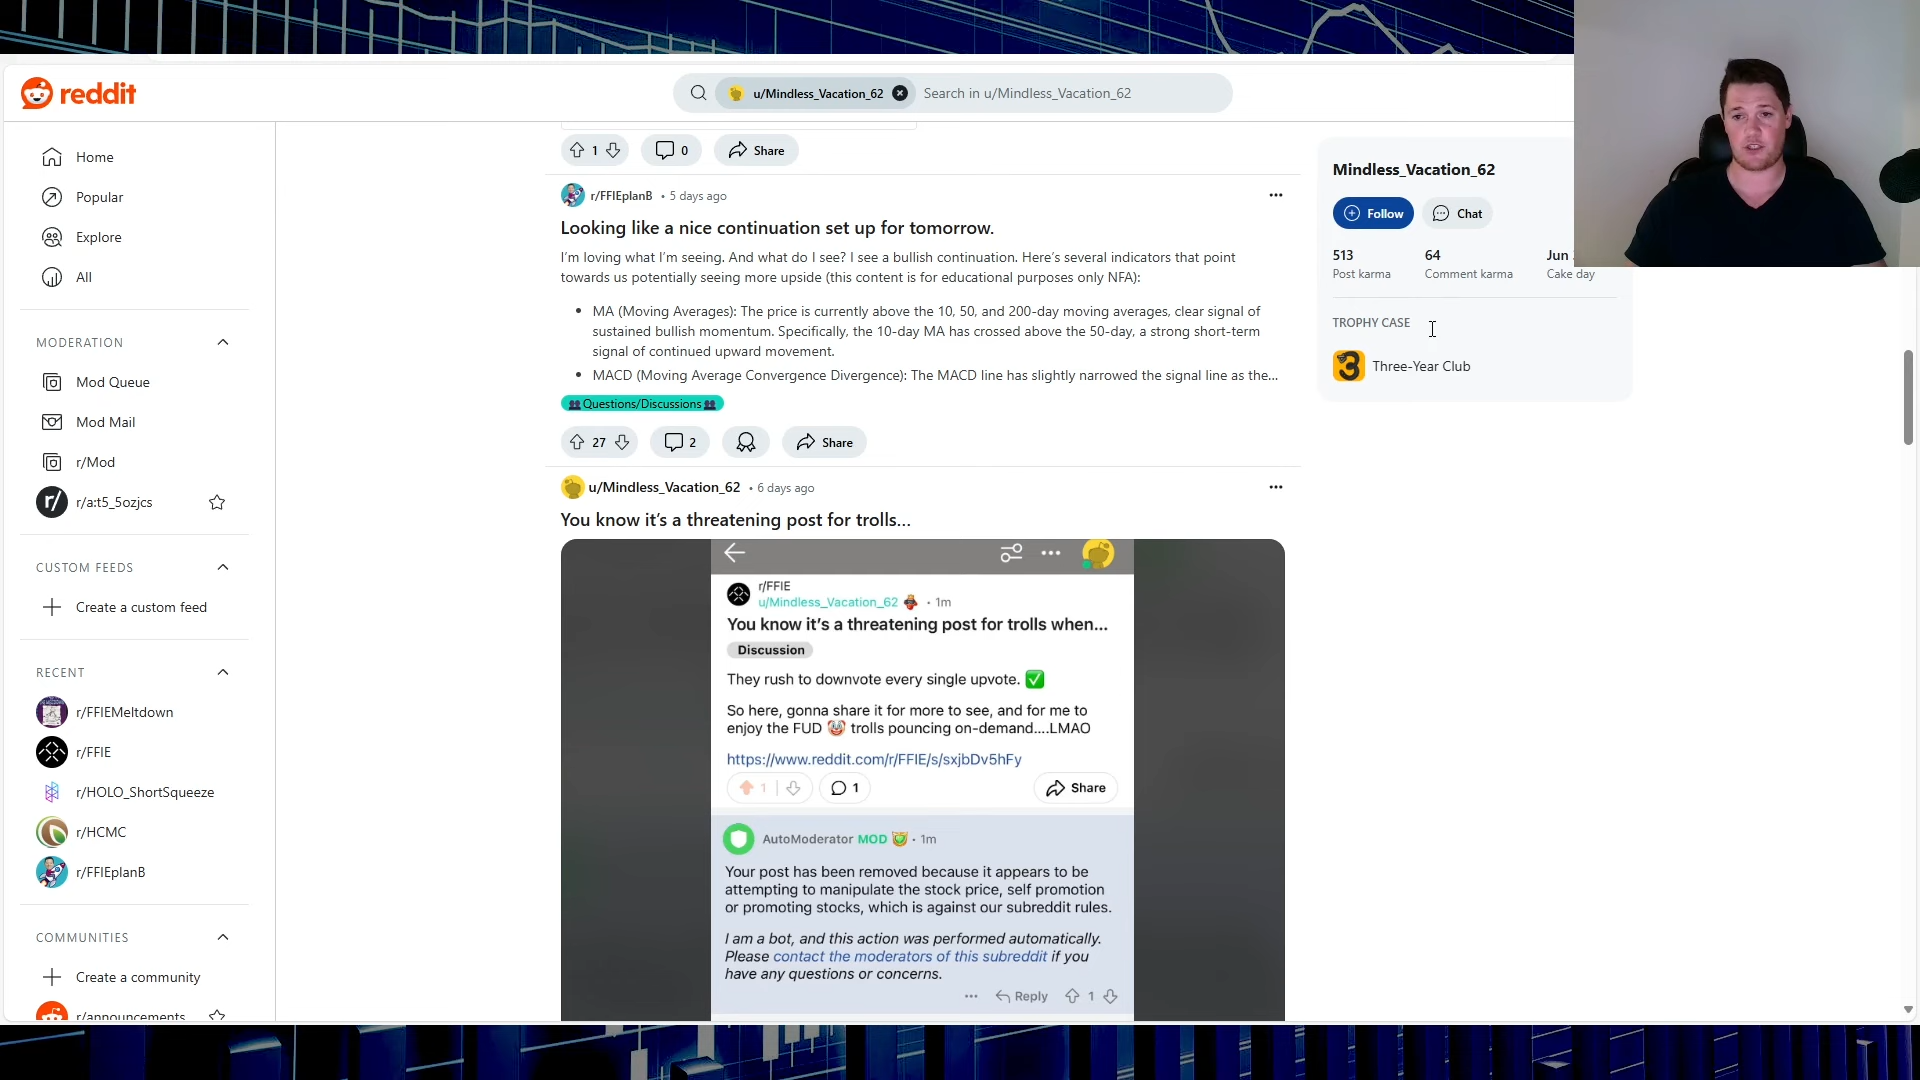 reddit
u/Mindless_Vacation_62
Search in u/Mindless_Vacation_62
Home
Popular
Explore
All
MODERATION
Mod Queue
Mod Mail
r/Mod
r/
r/a:t5_5ozjcs
CUSTOM FEEDS
Create a custom feed
RECENT
r/FFIEMeltdown
r/FFIE
r/HOLO_ShortSqueeze
r/HCMC
r/FFIEplanB
COMMUNITIES
Create a community
r/announcements
1
0
Share
r/FFIEplanB • 5 days ago
Looking like a nice continuation set up for tomorrow.
I'm loving what I'm seeing. And what do I see? I see a bullish continuation. Here's several indicators that point
towards us potentially seeing more upside (this content is for educational purposes only NFA):
• MA (Moving Averages): The price is currently above the 10, 50, and 200-day moving averages, clear signal of
sustained bullish momentum. Specifically, the 10-day MA has crossed above the 50-day, a strong short-term
signal of continued upward movement.
• MACD (Moving Average Convergence Divergence): The MACD line has slightly narrowed the signal line as the...
👥Questions/Discussions👥
27
2
Share
u/Mindless_Vacation_62 • 6 days ago
You know it's a threatening post for trolls...
r/FFIE
u/Mindless_Vacation_62 • 1m
You know it's a threatening post for trolls when...
Discussion
They rush to downvote every single upvote. ✅
So here, gonna share it for more to see, and for me to
enjoy the FUD 🤡 trolls pouncing on-demand....LMAO
https://www.reddit.com/r/FFIE/s/sxjbDv5hFy
1
1
Share
AutoModerator MOD • 1m
Your post has been removed because it appears to be
attempting to manipulate the stock price, self promotion
or promoting stocks, which is against our subreddit rules.
I am a bot, and this action was performed automatically.
Please contact the moderators of this subreddit if you
have any questions or concerns.
Reply
1
Mindless_Vacation_62
Follow
Chat
513
64
Jun
Post karma
Comment karma
Cake day
TROPHY CASE
3
Three-Year Club